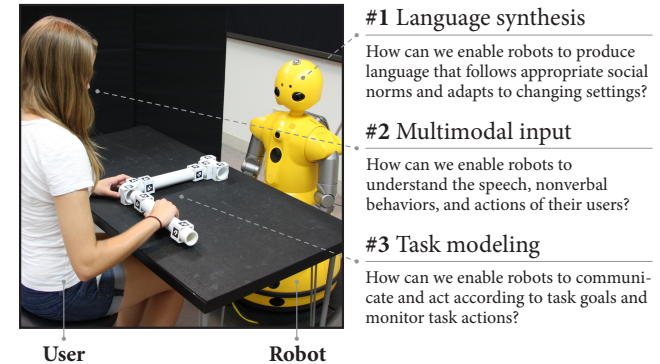 #1 Language synthesis
How can we enable robots to produce
language that follows appropriate social
norms and adapts to changing settings?
#2 Multimodal input
How can we enable robots to
understand the speech, nonverbal
behaviors, and actions of their users?
#3 Task modeling
How can we enable robots to communi-
cate and act according to task goals and
monitor task actions?
User
Robot